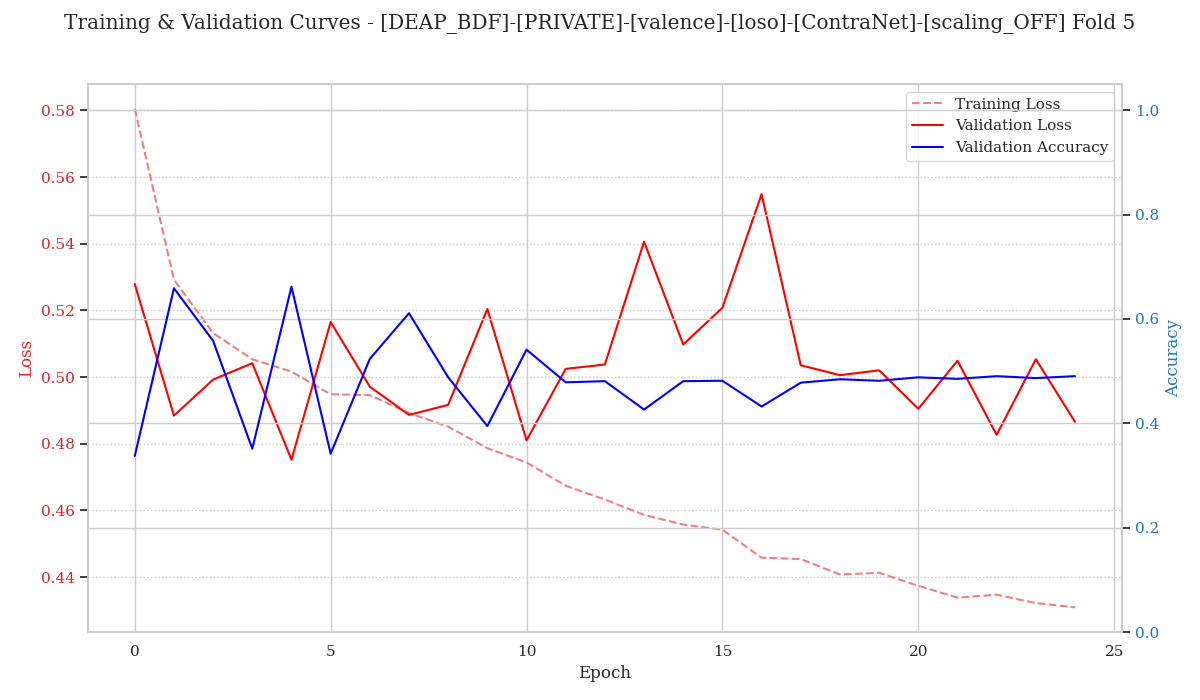 Training & Validation Curves - [DEAP_BDF]-[PRIVATE]-[valence]-[loso]-[ContraNet]-[scaling_OFF] Fold 5
Training Loss
Validation Loss
Validation Accuracy
0.58
0.56
0.54
0.52
0.50
0.48
0.46
0.44
Loss
1.0
0.8
0.6
0.4
0.2
0.0
Accuracy
0 5 10 15 20 25
Epoch